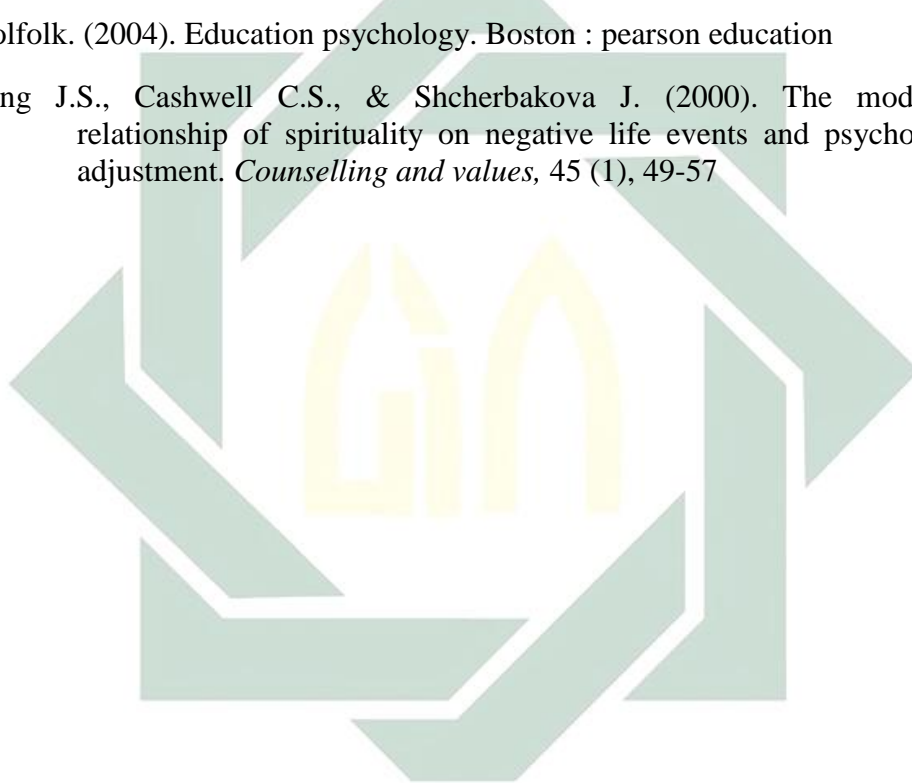 olfolk. (2004). Education psychology. Boston : pearson education
ng J.S., Cashwell C.S., & Shcherbakova J. (2000). The mod
relationship of spirituality on negative life events and psycho
adjustment. Counselling and values, 45 (1), 49-57